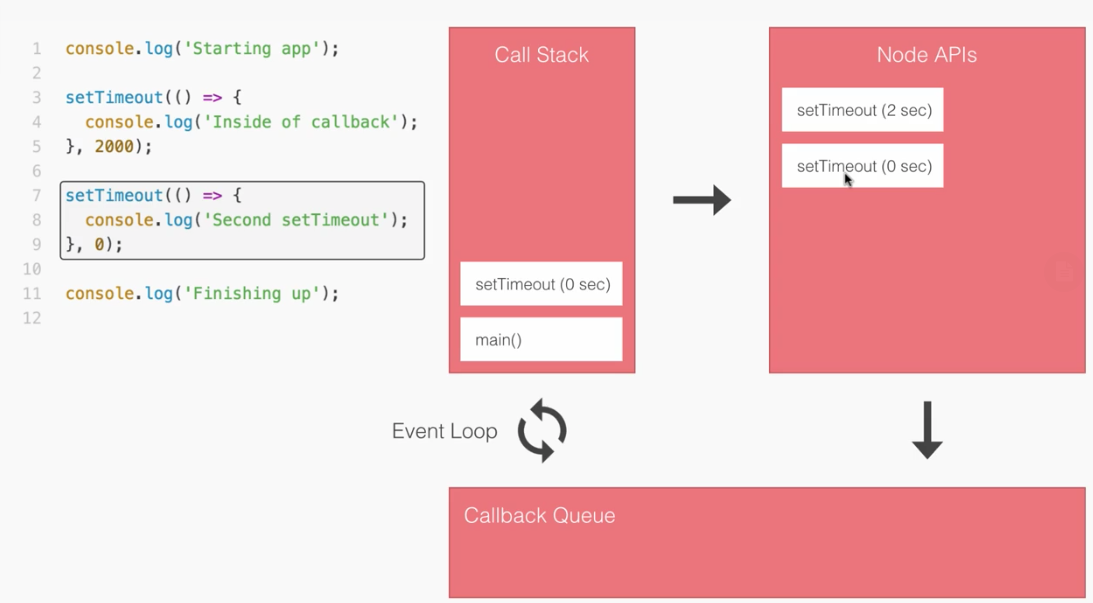 1 console.log('Starting app');
2
3 setTimeout(() => {
4   console.log('Inside of callback');
5 }, 2000);
6
7 setTimeout(() => {
8   console.log('Second setTimeout');
9 }, 0);
10
11 console.log('Finishing up');
12
Call Stack
setTimeout (0 sec)
main()
Node APIs
setTimeout (2 sec)
setTimeout (0 sec)
Event Loop
Callback Queue